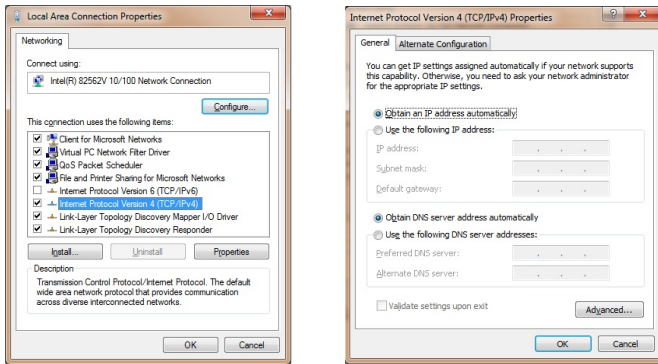 Local Area Connection Properties
Networking
Connect using:
Intel(R) 82562V 10/100 Network Connection
Configure...
This connection uses the following items:
Client for Microsoft Networks
Virtual PC Network Filter Driver
QoS Packet Scheduler
File and Printer Sharing for Microsoft Networks
Internet Protocol Version 6 (TCP/IPv6)
Internet Protocol Version 4 (TCP/IPv4)
Link-Layer Topology Discovery Mapper I/O Driver
Link-Layer Topology Discovery Responder
Install...
Uninstall
Properties
Description
Transmission Control Protocol/Internet Protocol. The default
wide area network protocol that provides communication
across diverse interconnected networks.
OK
Cancel
Internet Protocol Version 4 (TCP/IPv4) Properties
General
Alternate Configuration
You can get IP settings assigned automatically if your network supports
this capability. Otherwise, you need to ask your network administrator
for the appropriate IP settings.
Obtain an IP address automatically
Use the following IP address:
IP address:
Subnet mask:
Default gateway:
Obtain DNS server address automatically
Use the following DNS server addresses:
Preferred DNS server:
Alternate DNS server:
Validate settings upon exit
Advanced...
OK
Cancel